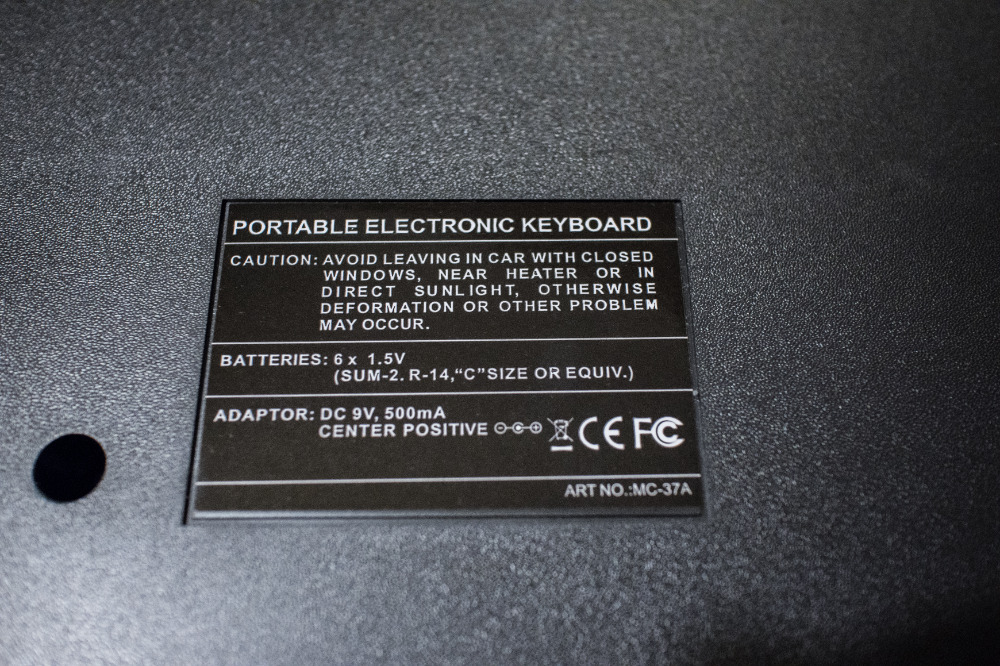 PORTABLE ELECTRONIC KEYBOARD
CAUTION: AVOID LEAVING IN CAR WITH CLOSED
WINDOWS, NEAR HEATER OR IN
DIRECT SUNLIGHT, OTHERWISE
DEFORMATION OR OTHER PROBLEM
MAY OCCUR.
BATTERIES: 6 x 1.5V
(SUM-2. R-14,“C”SIZE OR EQUIV.)
ADAPTOR: DC 9V, 500mA
CENTER POSITIVE CE FC
ART NO.:MC-37A